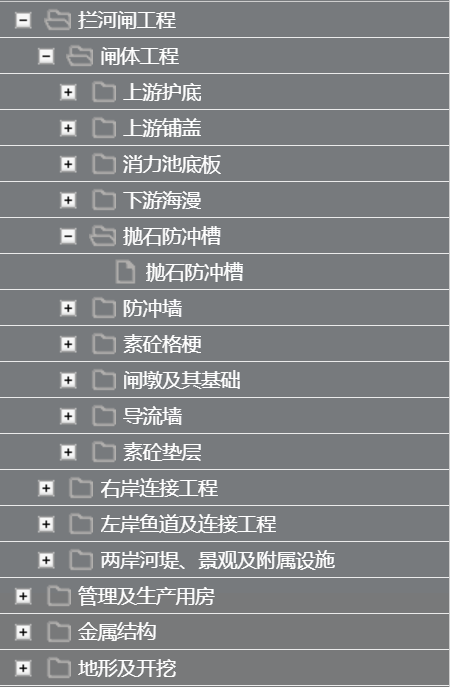 拦河闸工程
闸体工程
上游护底
上游铺盖
消力池底板
下游海漫
抛石防冲槽
抛石防冲槽
防冲墙
素砼格梗
闸墩及其基础
导流墙
素砼垫层
右岸连接工程
左岸鱼道及连接工程
两岸河堤、景观及附属设施
管理及生产用房
金属结构
地形及开挖